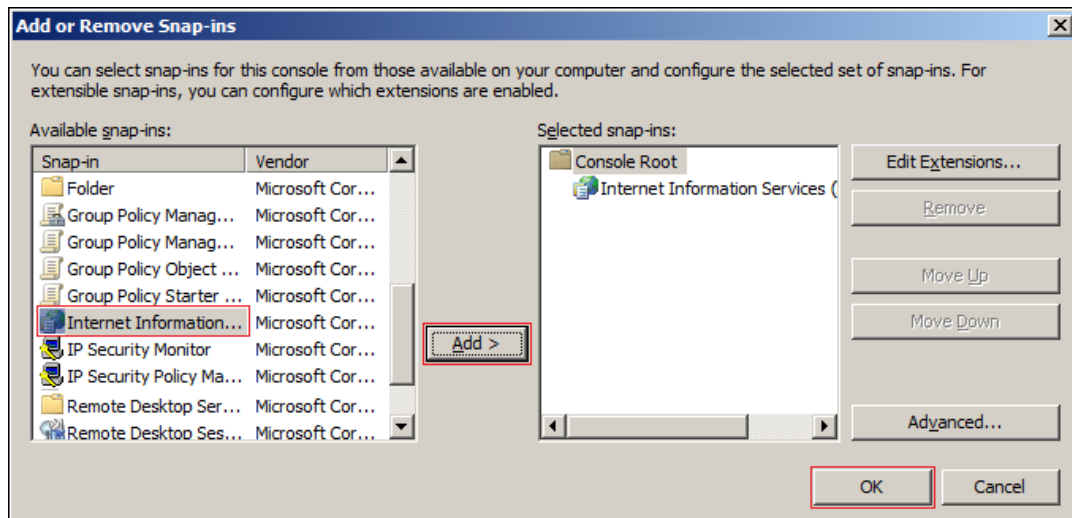 Add or Remove Snap-ins
You can select snap-ins for this console from those available on your computer and configure the selected set of snap-ins. For
extensible snap-ins, you can configure which extensions are enabled.
Available snap-ins:
Snap-in Vendor
Folder Microsoft Cor...
Group Policy Manag... Microsoft Cor...
Group Policy Manag... Microsoft Cor...
Group Policy Object ... Microsoft Cor...
Group Policy Starter ... Microsoft Cor...
Internet Information... Microsoft Cor...
IP Security Monitor Microsoft Cor...
IP Security Policy Ma... Microsoft Cor...
Remote Desktop Ser... Microsoft Cor...
Remote Desktop Ses... Microsoft Cor...
Add >
Selected snap-ins:
Console Root
Internet Information Services (
Edit Extensions...
Remove
Move Up
Move Down
Advanced...
OK
Cancel